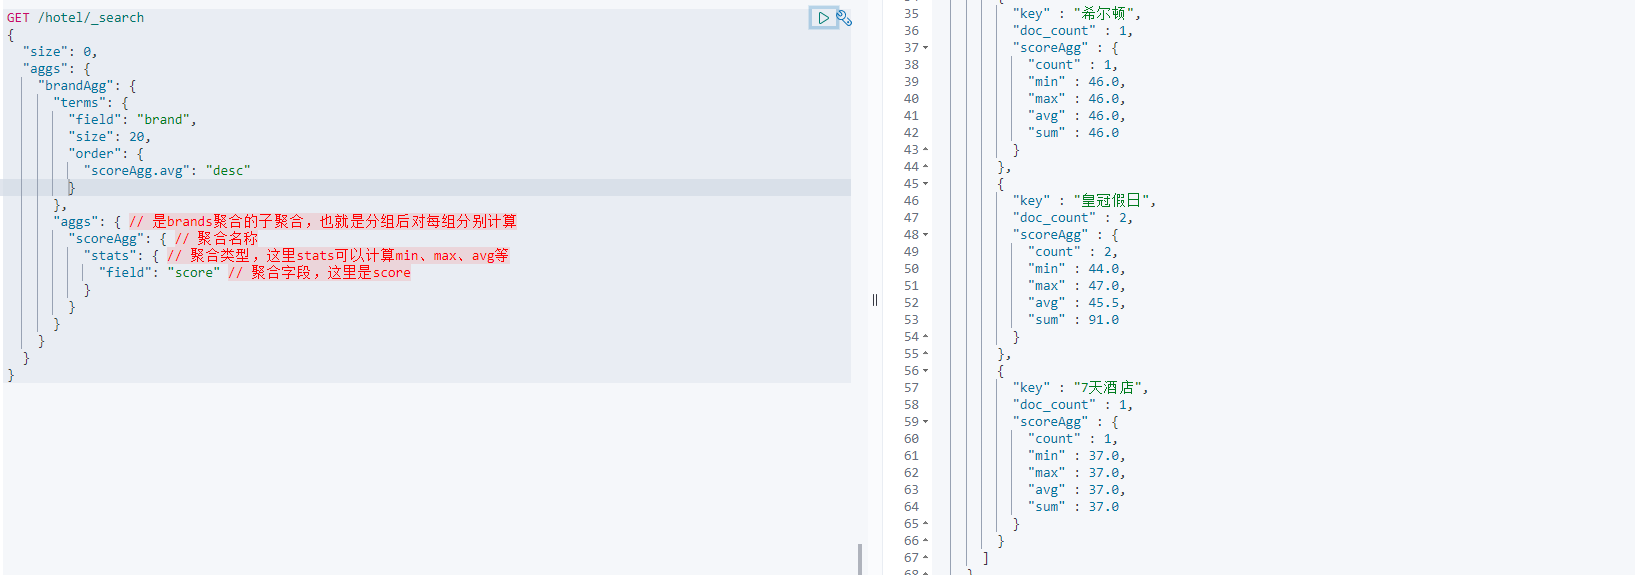 GET /hotel/_search
{
  "size": 0,
  "aggs": {
    "brandAgg": {
      "terms": {
        "field": "brand",
        "size": 20,
        "order": {
          "scoreAgg.avg": "desc"
        }
      },
      "aggs": { // 是brands聚合的子聚合，也就是分组后对每组分别计算
        "scoreAgg": { // 聚合名称
          "stats": { // 聚合类型，这里stats可以计算min、max、avg等
            "field": "score" // 聚合字段，这里是score
          }
        }
      }
    }
  }
}
35 "key" : "希尔顿",
36 "doc_count" : 1,
37 "scoreAgg" : {
38 "count" : 1,
39 "min" : 46.0,
40 "max" : 46.0,
41 "avg" : 46.0,
42 "sum" : 46.0
43 }
44 },
45 {
46 "key" : "皇冠假日",
47 "doc_count" : 2,
48 "scoreAgg" : {
49 "count" : 2,
50 "min" : 44.0,
51 "max" : 47.0,
52 "avg" : 45.5,
53 "sum" : 91.0
54 }
55 },
56 {
57 "key" : "7天酒店",
58 "doc_count" : 1,
59 "scoreAgg" : {
60 "count" : 1,
61 "min" : 37.0,
62 "max" : 37.0,
63 "avg" : 37.0,
64 "sum" : 37.0
65 }
66 }
67 ]